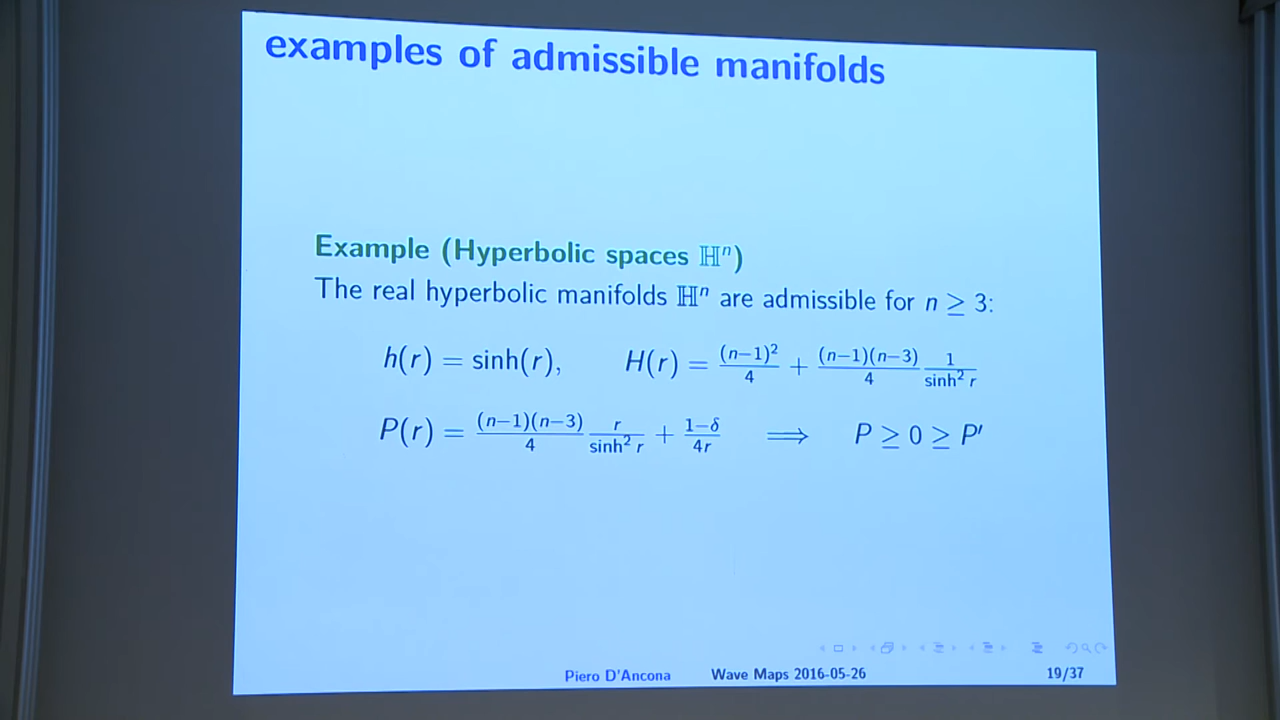 examples of admissible manifolds
Example (Hyperbolic spaces ℍⁿ)
The real hyperbolic manifolds ℍⁿ are admissible for n ≥ 3:
h(r) = sinh(r), H(r) = (n−1)²/4 + (n−1)(n−3)/4 1/sinh² r
P(r) = (n−1)(n−3)/4 r/sinh² r + 1−δ/4r ⟹ P ≥ 0 ≥ P′
Piero D'Ancona Wave Maps 2016-05-26 19/37